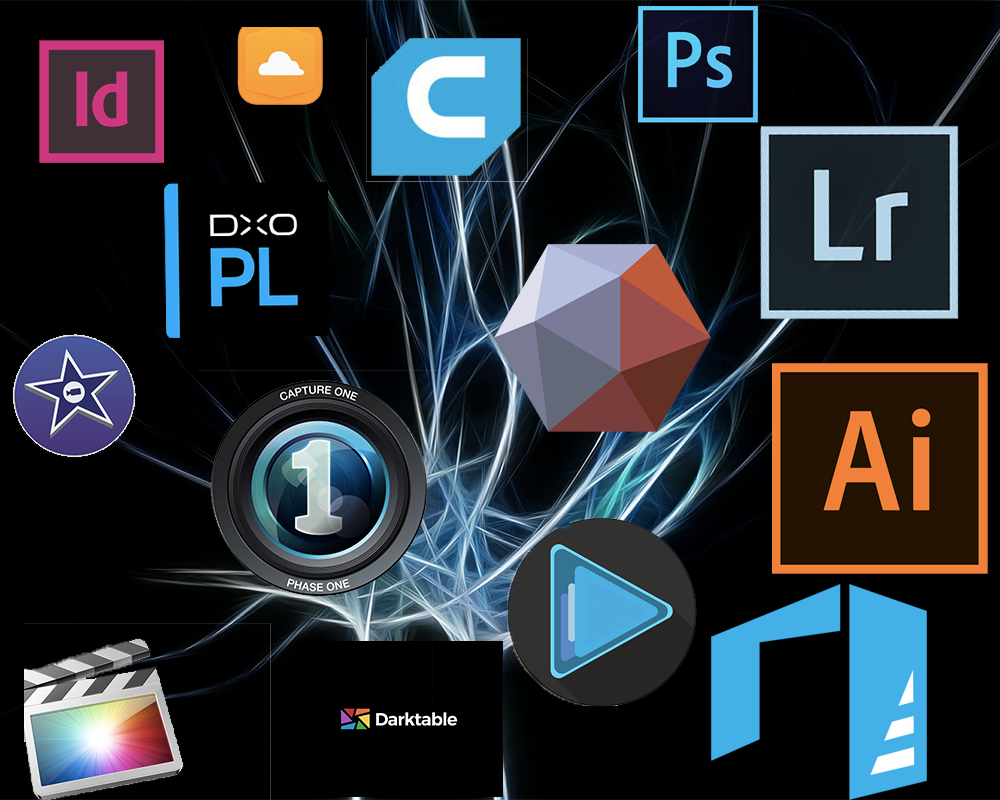 Id
Ps
Lr
DXO
PL
CAPTURE ONE
1
PHASE ONE
Ai
Darktable